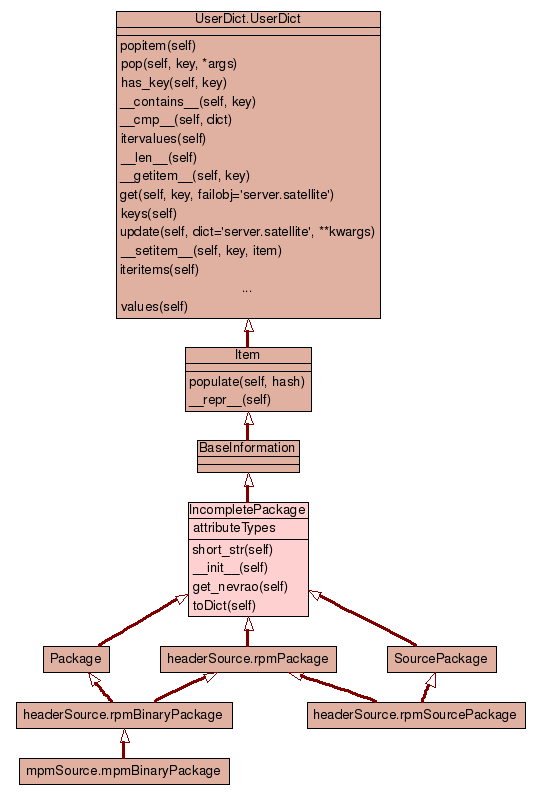 UserDict.UserDict
popitem(self)
pop(self, key, *args)
has_key(self, key)
__contains__(self, key)
__cmp__(self, dict)
itervalues(self)
__len__(self)
__getitem__(self, key)
get(self, key, failobj='server.satellite')
keys(self)
update(self, dict='server.satellite', **kwargs)
__setitem__(self, key, item)
iteritems(self)
...
values(self)
Item
populate(self, hash)
__repr__(self)
BaseInformation
IncompletePackage
attributeTypes
short_str(self)
__init__(self)
get_nevrao(self)
toDict(self)
Package
headerSource.rpmPackage
SourcePackage
headerSource.rpmBinaryPackage
headerSource.rpmSourcePackage
mpmSource.mpmBinaryPackage